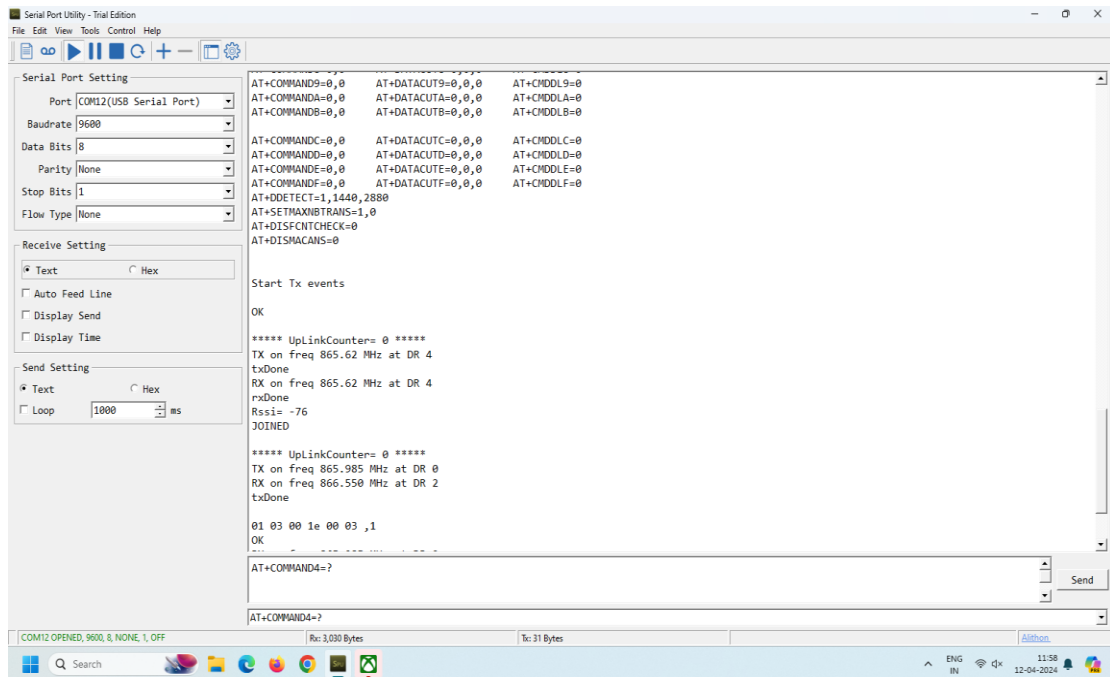 Serial Port Utility - Trial Edition
File Edit View Tools Control Help
Serial Port Setting
Port COM12(USB Serial Port)
Baudrate 9600
Data Bits 8
Parity None
Stop Bits 1
Flow Type None
Receive Setting
Text Hex
Auto Feed Line
Display Send
Display Time
Send Setting
Text Hex
Loop 1000 ms
AT+COMMAND9=0,0 AT+DATACUT9=0,0,0 AT+CMDDL9=0
AT+COMMANDA=0,0 AT+DATACUTA=0,0,0 AT+CMDDLA=0
AT+COMMANDB=0,0 AT+DATACUTB=0,0,0 AT+CMDDLB=0
AT+COMMANDC=0,0 AT+DATACUTC=0,0,0 AT+CMDDLC=0
AT+COMMANDD=0,0 AT+DATACUTD=0,0,0 AT+CMDDLD=0
AT+COMMANDE=0,0 AT+DATACUTE=0,0,0 AT+CMDDLE=0
AT+COMMANDF=0,0 AT+DATACUTF=0,0,0 AT+CMDDLF=0
AT+DDETECT=1,1440,2880
AT+SETMAXNBTRANS=1,0
AT+DISFCNTCHECK=0
AT+DISMACANS=0
Start Tx events
OK
***** UpLinkCounter= 0 *****
TX on freq 865.62 MHz at DR 4
txDone
RX on freq 865.62 MHz at DR 4
rxDone
Rssi= -76
JOINED
***** UpLinkCounter= 0 *****
TX on freq 865.985 MHz at DR 0
RX on freq 866.550 MHz at DR 2
txDone
01 03 00 1e 00 03 ,1
OK
AT+COMMAND4=?
Send
AT+COMMAND4=?
COM12 OPENED, 9600, 8, NONE, 1, OFF
Rx: 3,030 Bytes
Tx: 31 Bytes
Alithon
Search
ENG
IN
11:58
12-04-2024